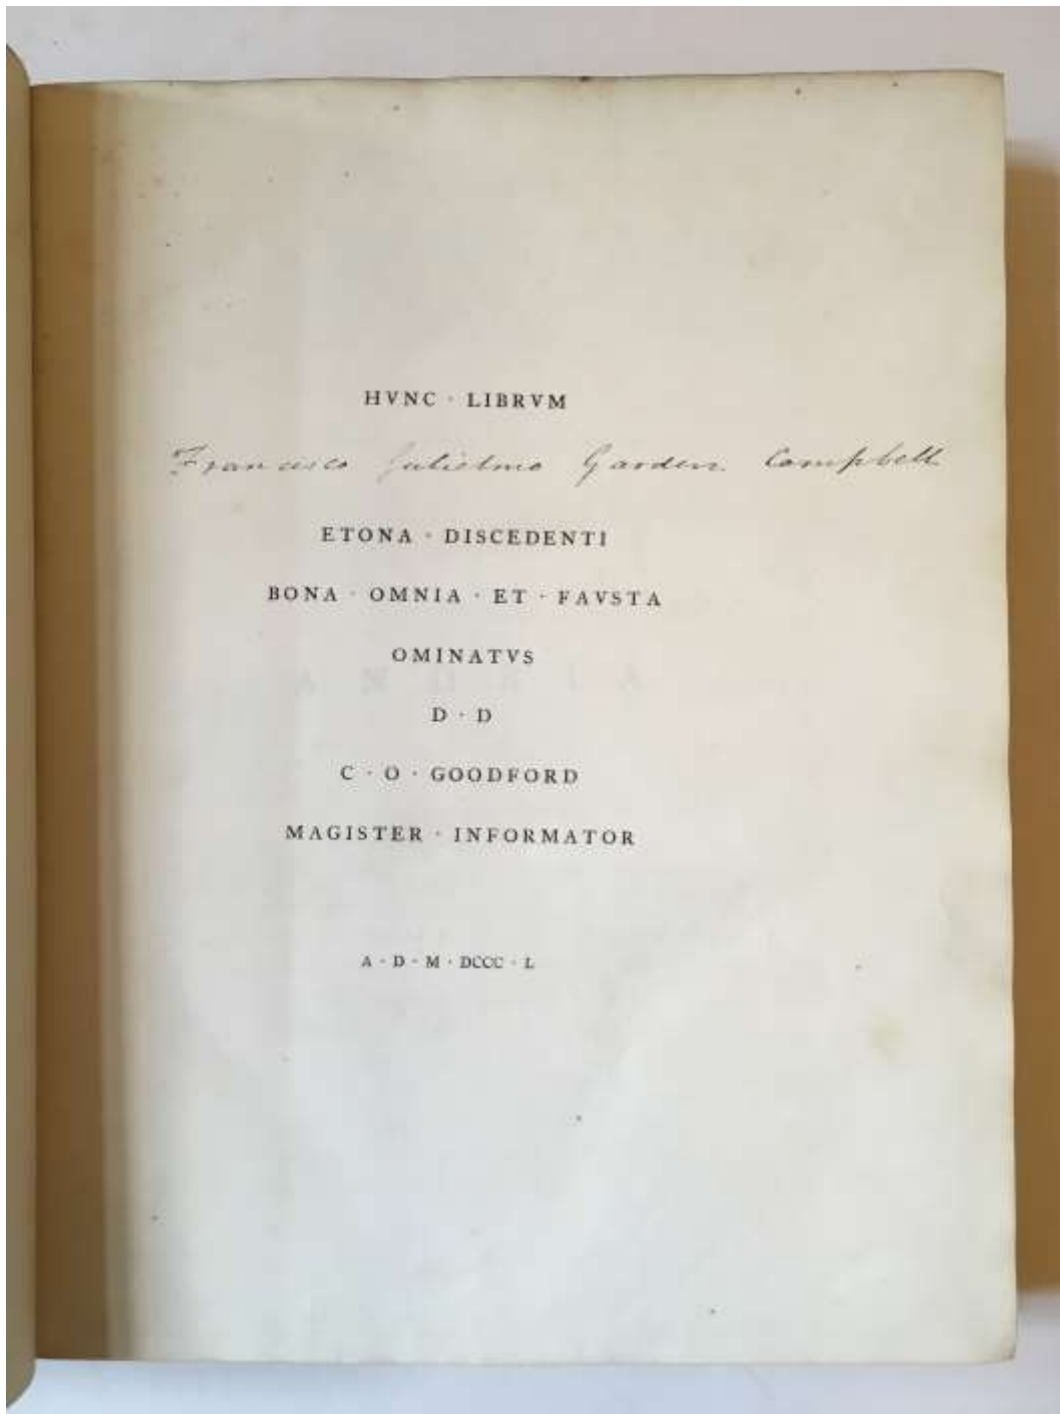 HVNC · LIBRVM
Francisco Gulielmo Garden Campbell
ETONA · DISCEDENTI
BONA · OMNIA · ET · FAVSTA
OMINATVS
D · D
C · O · GOODFORD
MAGISTER · INFORMATOR
A · D · M · DCCC · L